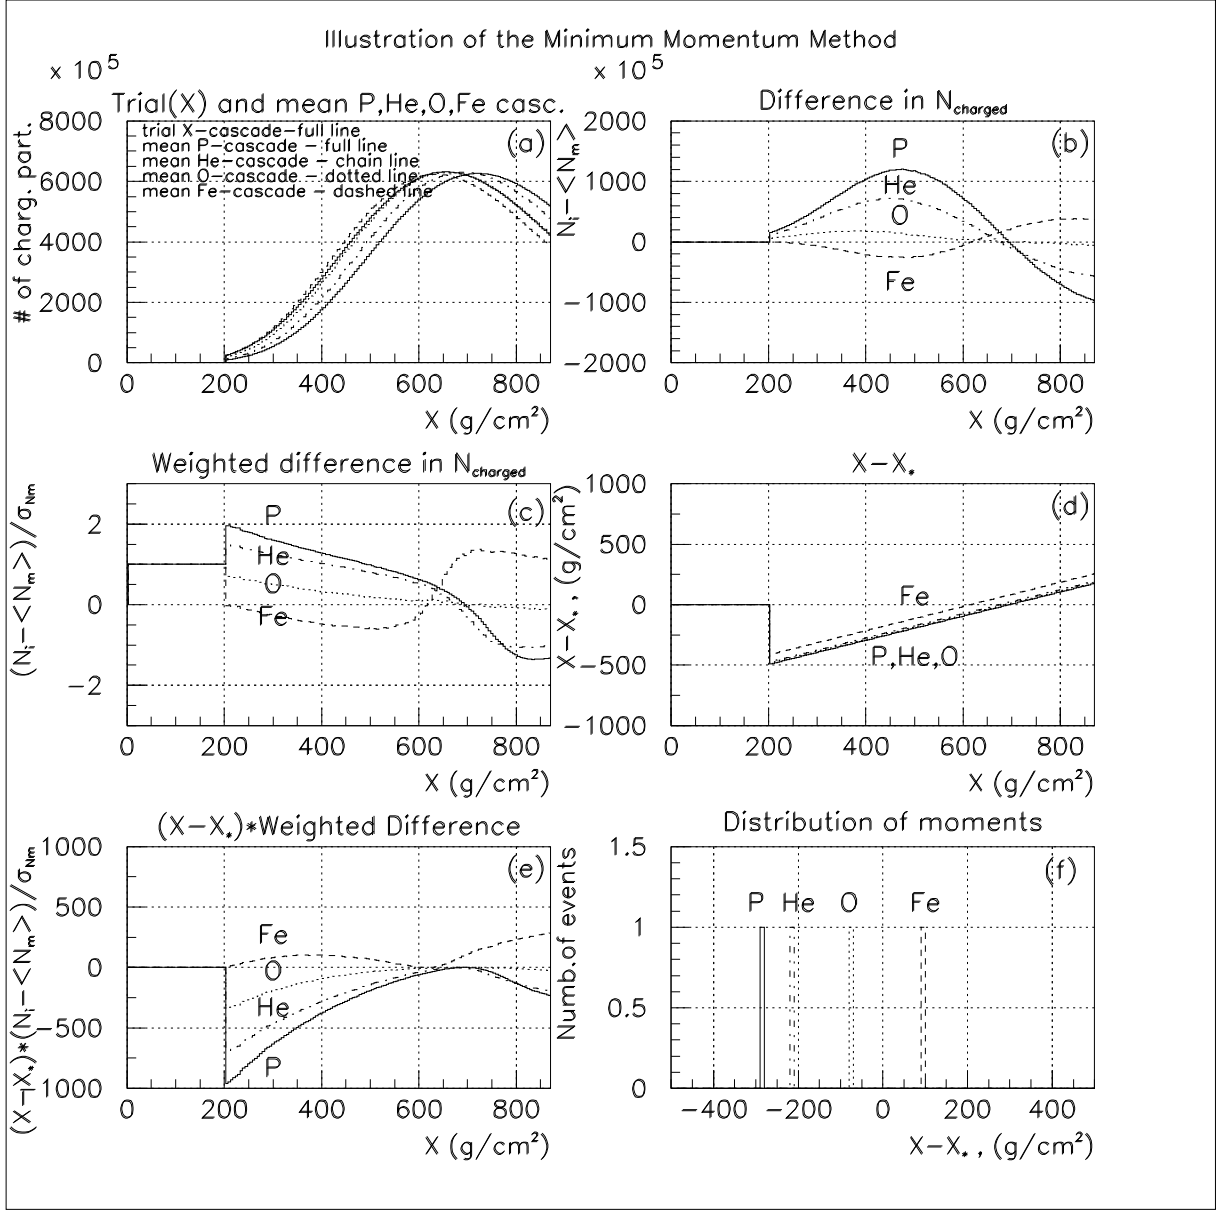 Illustration of the Minimum Momentum Method
x 10^5
Trial(X) and mean P,He,O,Fe casc.
# of charg. part.
8000
6000
4000
2000
0
(a)
trial X-cascade-full line
mean P-cascade - full line
mean He-cascade - chain line
mean O-cascade - dotted line
mean Fe-cascade - dashed line
0 200 400 600 800
X (g/cm²)
x 10^5
Difference in N_charged
N_i-<N_m>
2000
1000
0
-1000
-2000
(b)
P
He
O
Fe
0 200 400 600 800
X (g/cm²)
Weighted difference in N_charged
(N_i-<N_m>)/σ_Nm
2
0
-2
(c)
P
He
O
Fe
0 200 400 600 800
X (g/cm²)
X-X_*
X-X_*, (g/cm²)
1000
500
0
-500
-1000
(d)
Fe
P,He,O
0 200 400 600 800
X (g/cm²)
(X-X_*)*Weighted Difference
(X-X_*)*(N_i-<N_m>)/σ_Nm
1000
500
0
-500
-1000
(e)
Fe
O
He
P
0 200 400 600 800
X (g/cm²)
Distribution of moments
Numb.of events
1.5
1
0.5
0
(f)
P He O Fe
-400 -200 0 200 400
X-X_*, (g/cm²)